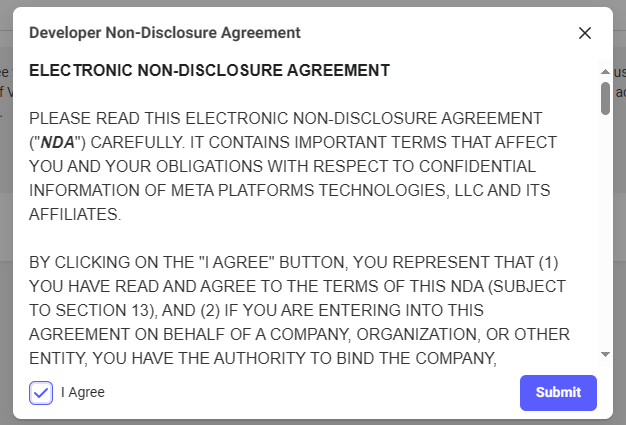 Developer Non-Disclosure Agreement
ELECTRONIC NON-DISCLOSURE AGREEMENT
PLEASE READ THIS ELECTRONIC NON-DISCLOSURE AGREEMENT
("NDA") CAREFULLY. IT CONTAINS IMPORTANT TERMS THAT AFFECT
YOU AND YOUR OBLIGATIONS WITH RESPECT TO CONFIDENTIAL
INFORMATION OF META PLATFORMS TECHNOLOGIES, LLC AND ITS
AFFILIATES.
BY CLICKING ON THE "I AGREE" BUTTON, YOU REPRESENT THAT (1)
YOU HAVE READ AND AGREE TO THE TERMS OF THIS NDA (SUBJECT
TO SECTION 13), AND (2) IF YOU ARE ENTERING INTO THIS
AGREEMENT ON BEHALF OF A COMPANY, ORGANIZATION, OR OTHER
ENTITY, YOU HAVE THE AUTHORITY TO BIND THE COMPANY,
I Agree
Submit